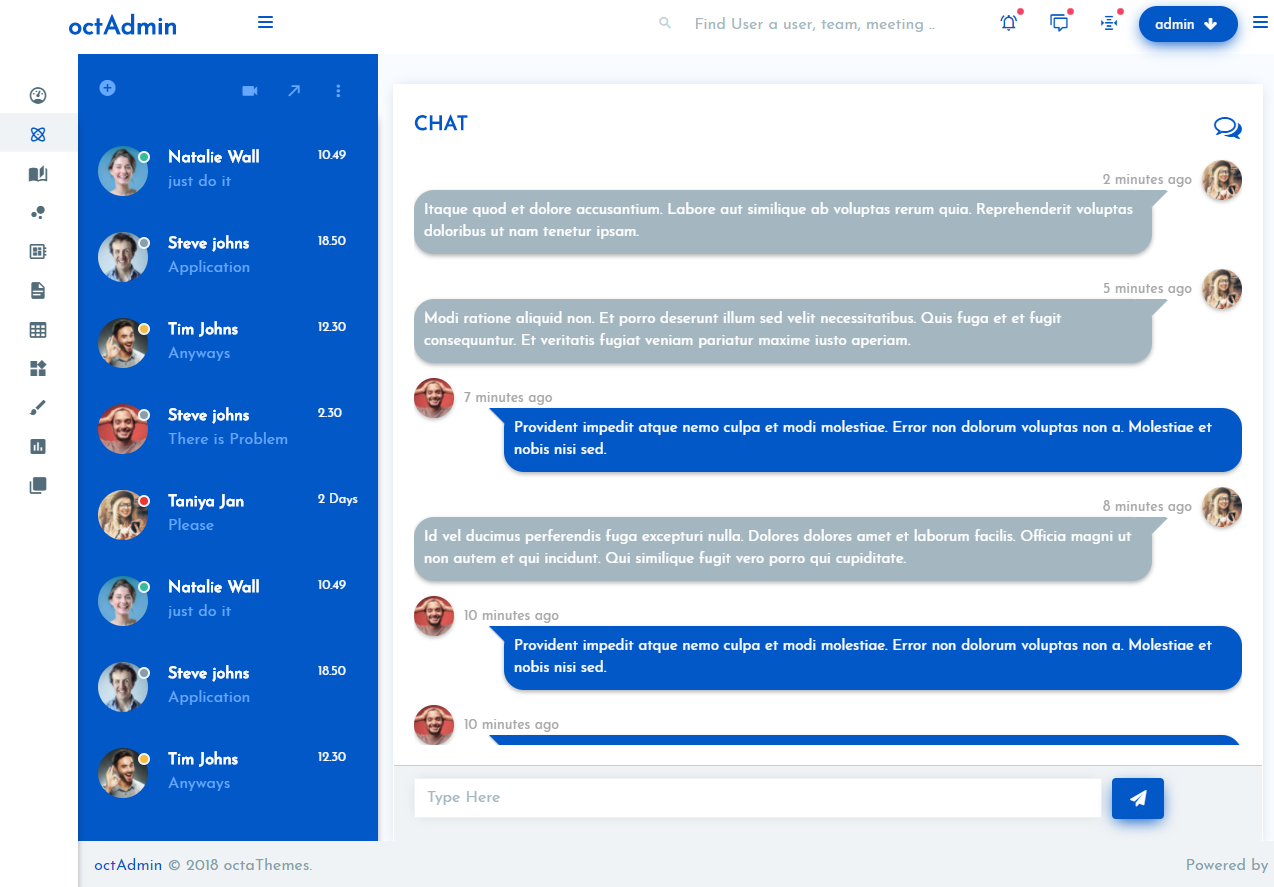 octAdmin
Find User a user, team, meeting ..
admin
Natalie Wall 10.49
just do it
Steve johns 18.50
Application
Tim Johns 12.30
Anyways
Steve johns 2.30
There is Problem
Taniya Jan 2 Days
Please
Natalie Wall 10.49
just do it
Steve johns 18.50
Application
Tim Johns 12.30
Anyways
CHAT
2 minutes ago
Itaque quod et dolore accusantium. Labore aut similique ab voluptas rerum quia. Reprehenderit voluptas
doloribus ut nam tenetur ipsam.
5 minutes ago
Modi ratione aliquid non. Et porro deserunt illum sed velit necessitatibus. Quis fuga et et fugit
consequuntur. Et veritatis fugiat veniam pariatur maxime iusto aperiam.
7 minutes ago
Provident impedit atque nemo culpa et modi molestiae. Error non dolorum voluptas non a. Molestiae et
nobis nisi sed.
8 minutes ago
Id vel ducimus perferendis fuga excepturi nulla. Dolores dolores amet et laborum facilis. Officia magni ut
non autem et qui incidunt. Qui similique fugit vero porro qui cupiditate.
10 minutes ago
Provident impedit atque nemo culpa et modi molestiae. Error non dolorum voluptas non a. Molestiae et
nobis nisi sed.
10 minutes ago
Type Here
octAdmin © 2018 octaThemes.
Powered by